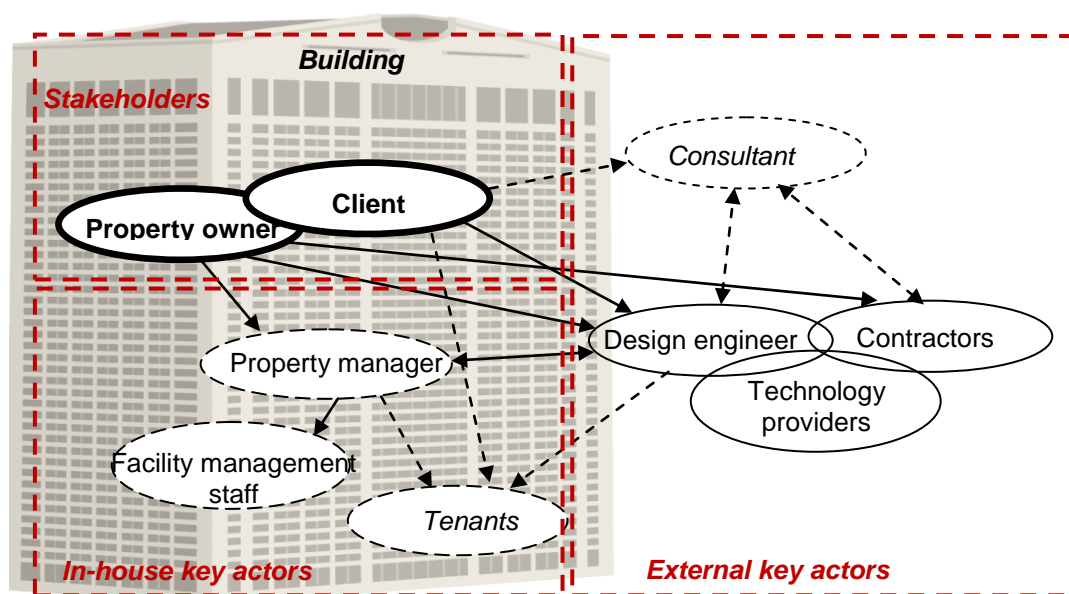 Building
Stakeholders
Consultant
Client
Property owner
Design engineer
Contractors
Property manager
Technology
providers
Facility management
staff
Tenants
In-house key actors
External key actors